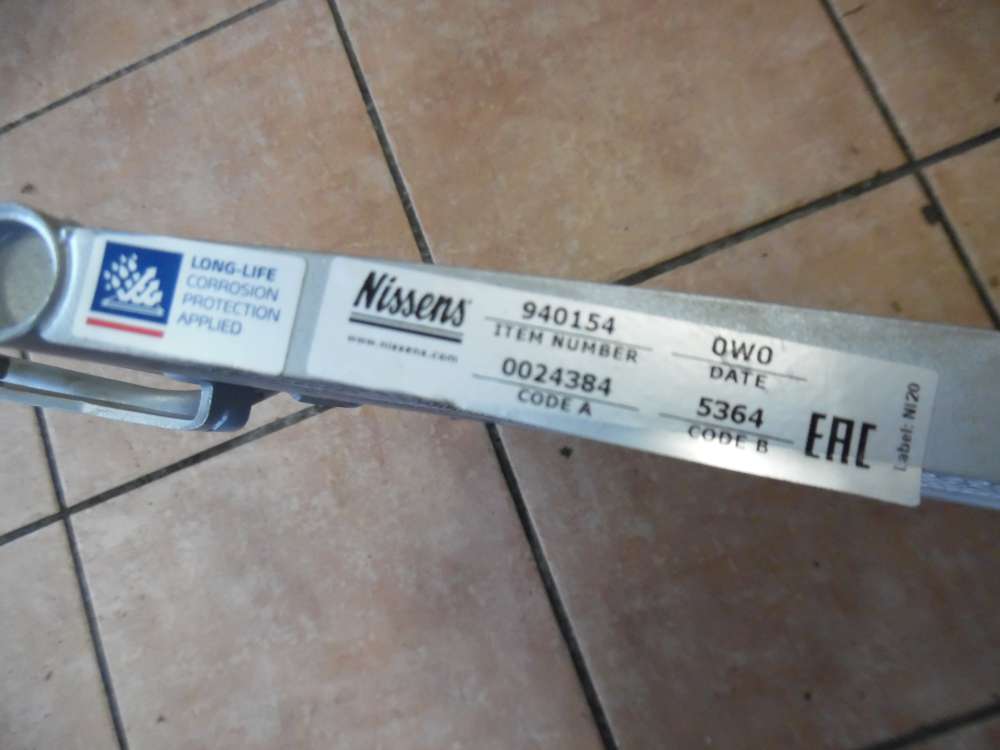 LONG-LIFE
CORROSION
PROTECTION
APPLIED
Nissens
www.nissens.com
940154
ITEM NUMBER
0024384
CODE A
0W0
DATE
5364
CODE B
EAC
Label: NI20